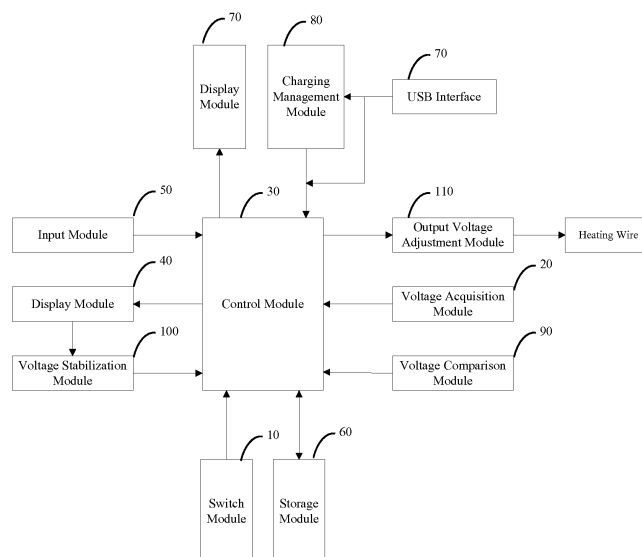 70
80
70
Display
Module
Charging
Management
Module
USB Interface
50
30
110
Input Module
Output Voltage
Adjustment Module
Heating Wire
40
20
Display Module
Control Module
Voltage Acquisition
Module
100
90
Voltage Stabilization
Module
Voltage Comparison
Module
10
60
Switch
Module
Storage
Module